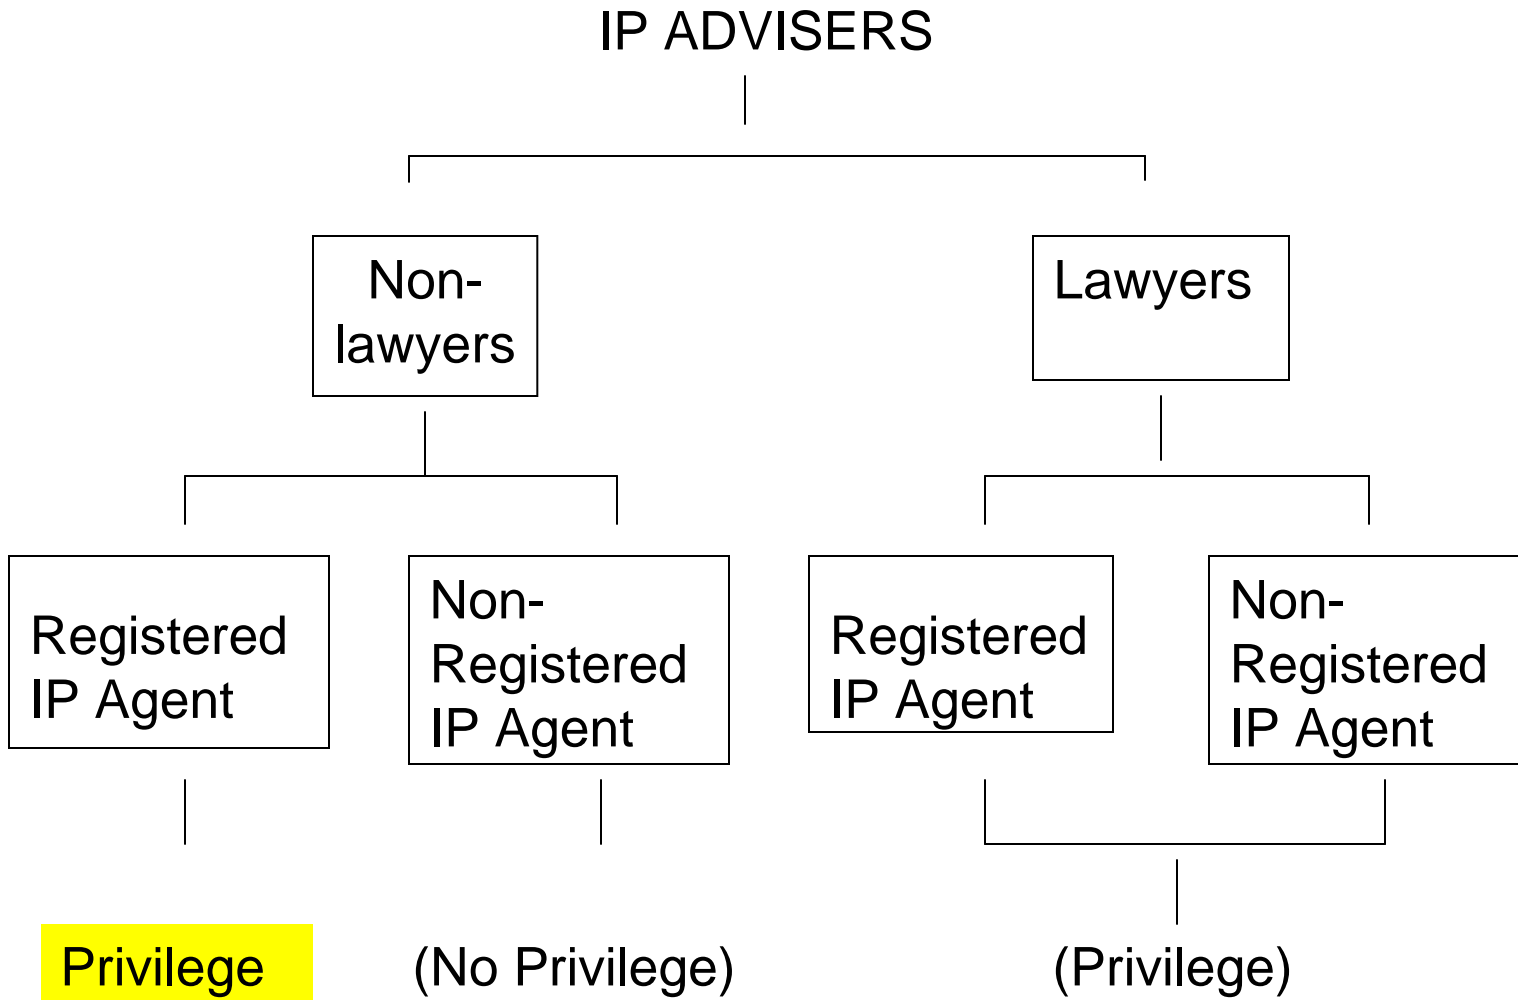 IP ADVISERS
Non-
lawyers
Lawyers
Registered
IP Agent
Non-
Registered
IP Agent
Registered
IP Agent
Non-
Registered
IP Agent
Privilege
(No Privilege)
(Privilege)